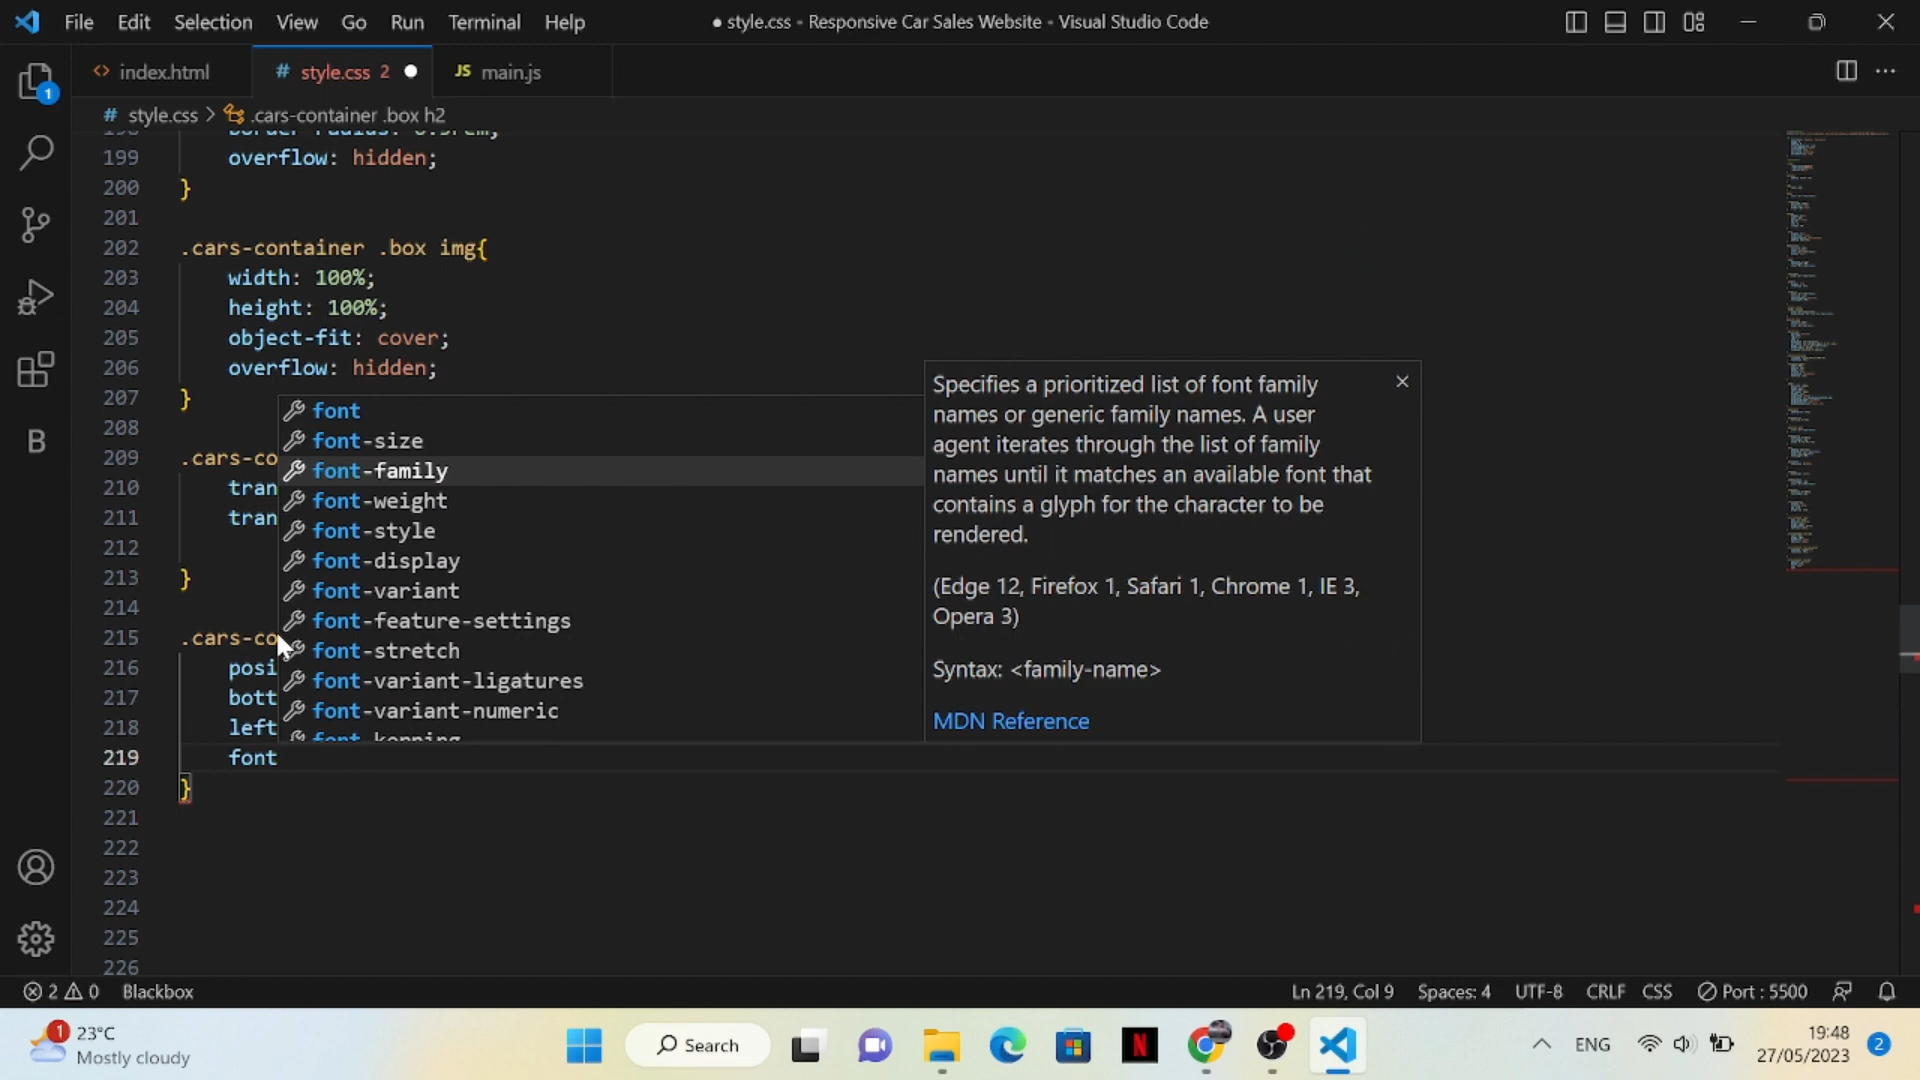 File Edit Selection View Go Run Terminal Help
● style.css - Responsive Car Sales Website - Visual Studio Code
<> index.html
# style.css 2 ●
JS main.js
1
# style.css > .cars-container .box h2
199 overflow: hidden;
200 }
201
202 .cars-container .box img{
203 width: 100%;
204 height: 100%;
205 object-fit: cover;
206 overflow: hidden;
207 }
208
209 .cars-co
210 tran
211 tran
212
213 }
214
215 .cars-co
216 posi
217 bott
218 left
219 font
220 }
221
222
223
224
225
226
font
font-size
font-family
font-weight
font-style
font-display
font-variant
font-feature-settings
font-stretch
font-variant-ligatures
font-variant-numeric
Specifies a prioritized list of font family
names or generic family names. A user
agent iterates through the list of family
names until it matches an available font that
contains a glyph for the character to be
rendered.
(Edge 12, Firefox 1, Safari 1, Chrome 1, IE 3,
Opera 3)
Syntax: <family-name>
MDN Reference
B
2 0 Blackbox
Ln 219, Col 9 Spaces: 4 UTF-8 CRLF CSS Port : 5500
1
23°C
Mostly cloudy
Search
N
ENG
19:48
27/05/2023
2